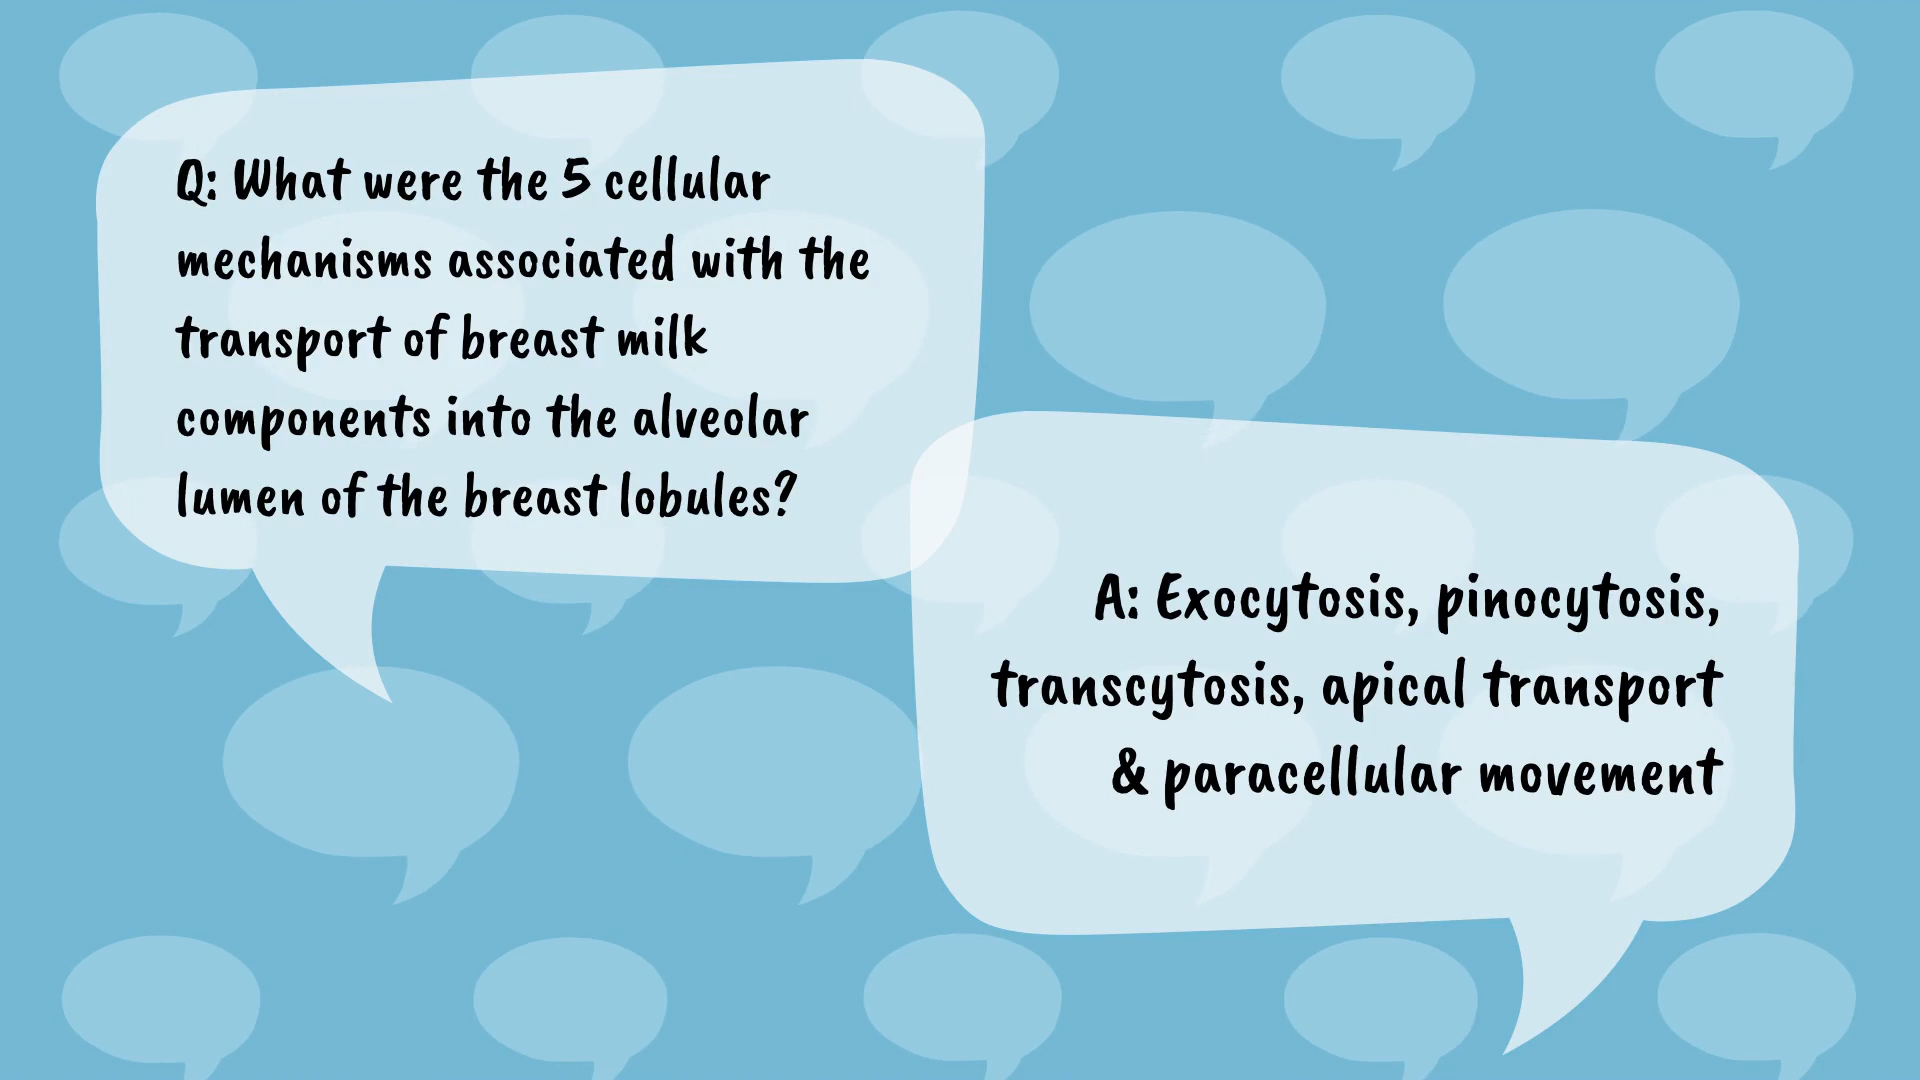 Q: What were the 5 cellular
mechanisms associated with the
transport of breast milk
components into the alveolar
lumen of the breast lobules?
A: Exocytosis, pinocytosis,
transcytosis, apical transport
& paracellular movement